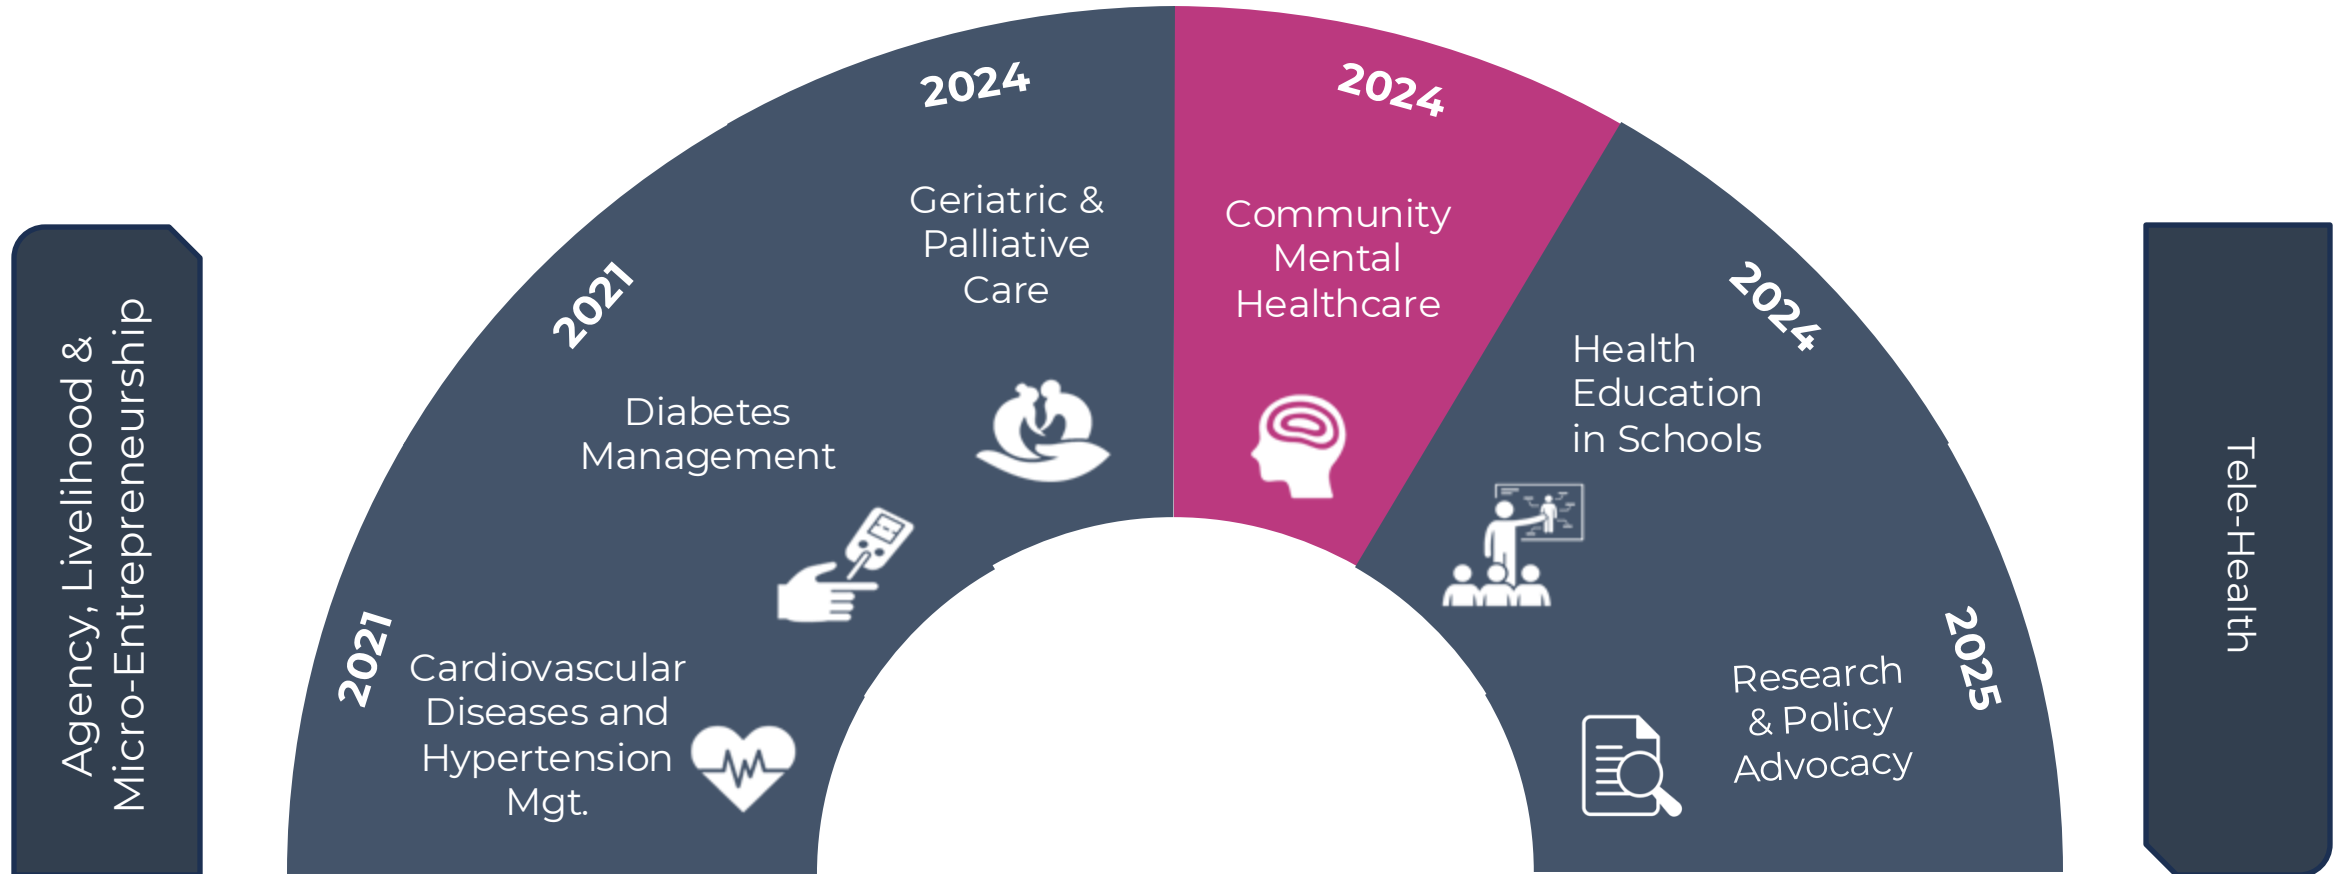 Agency, Livelihood &
Micro-Entrepreneurship
2021
Cardiovascular
Diseases and
Hypertension
Mgt.
2021
Diabetes
Management
2024
Geriatric &
Palliative
Care
2024
Community
Mental
Healthcare
2024
Health
Education
in Schools
2025
Research
& Policy
Advocacy
Tele-Health